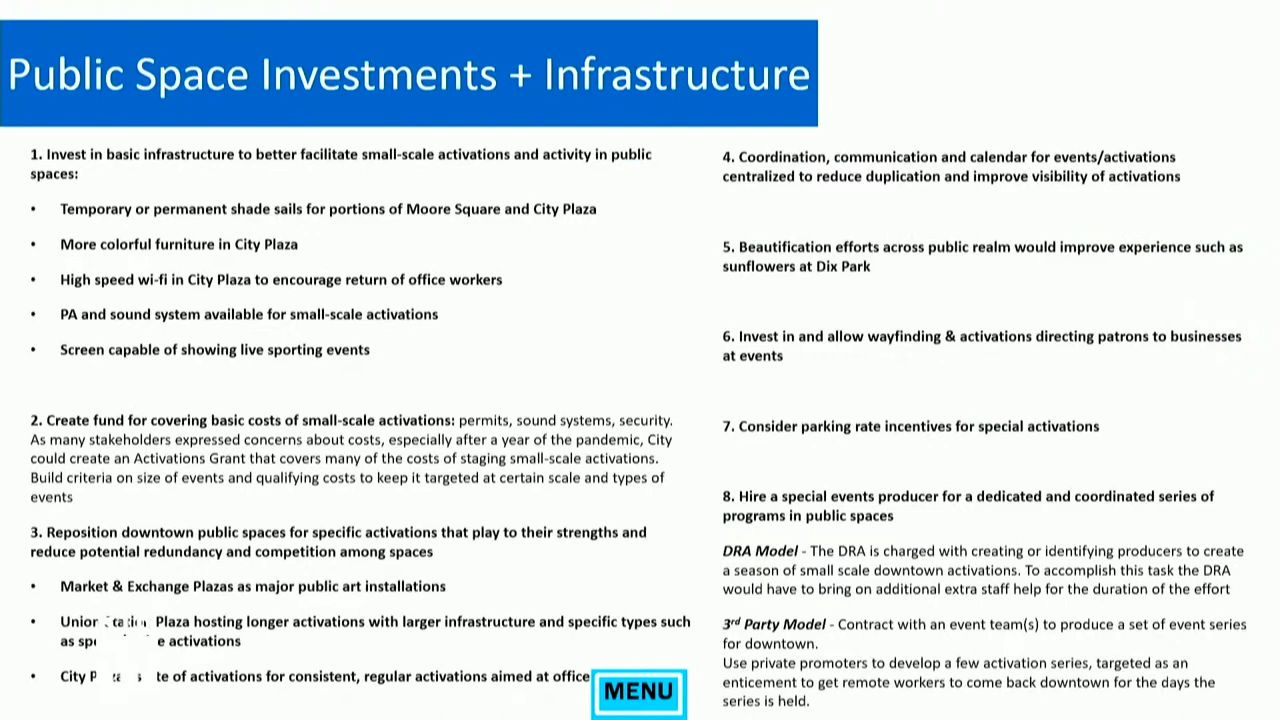 Public Space Investments + Infrastructure
1. Invest in basic infrastructure to better facilitate small-scale activations and activity in public
spaces:
• Temporary or permanent shade sails for portions of Moore Square and City Plaza
• More colorful furniture in City Plaza
• High speed wi-fi in City Plaza to encourage return of office workers
• PA and sound system available for small-scale activations
• Screen capable of showing live sporting events
2. Create fund for covering basic costs of small-scale activations: permits, sound systems, security.
As many stakeholders expressed concerns about costs, especially after a year of the pandemic, City
could create an Activations Grant that covers many of the costs of staging small-scale activations.
Build criteria on size of events and qualifying costs to keep it targeted at certain scale and types of
events
3. Reposition downtown public spaces for specific activations that play to their strengths and
reduce potential redundancy and competition among spaces
• Market & Exchange Plazas as major public art installations
• Plaza hosting longer activations with larger infrastructure and specific types such
as activations
• City of activations for consistent, regular activations aimed at office
4. Coordination, communication and calendar for events/activations
centralized to reduce duplication and improve visibility of activations
5. Beautification efforts across public realm would improve experience such as
sunflowers at Dix Park
6. Invest in and allow wayfinding & activations directing patrons to businesses
at events
7. Consider parking rate incentives for special activations
8. Hire a special events producer for a dedicated and coordinated series of
programs in public spaces
DRA Model - The DRA is charged with creating or identifying producers to create
a season of small scale downtown activations. To accomplish this task the DRA
would have to bring on additional extra staff help for the duration of the effort
3rd Party Model - Contract with an event team(s) to produce a set of event series
for downtown.
Use private promoters to develop a few activation series, targeted as an
enticement to get remote workers to come back downtown for the days the
series is held.
MENU